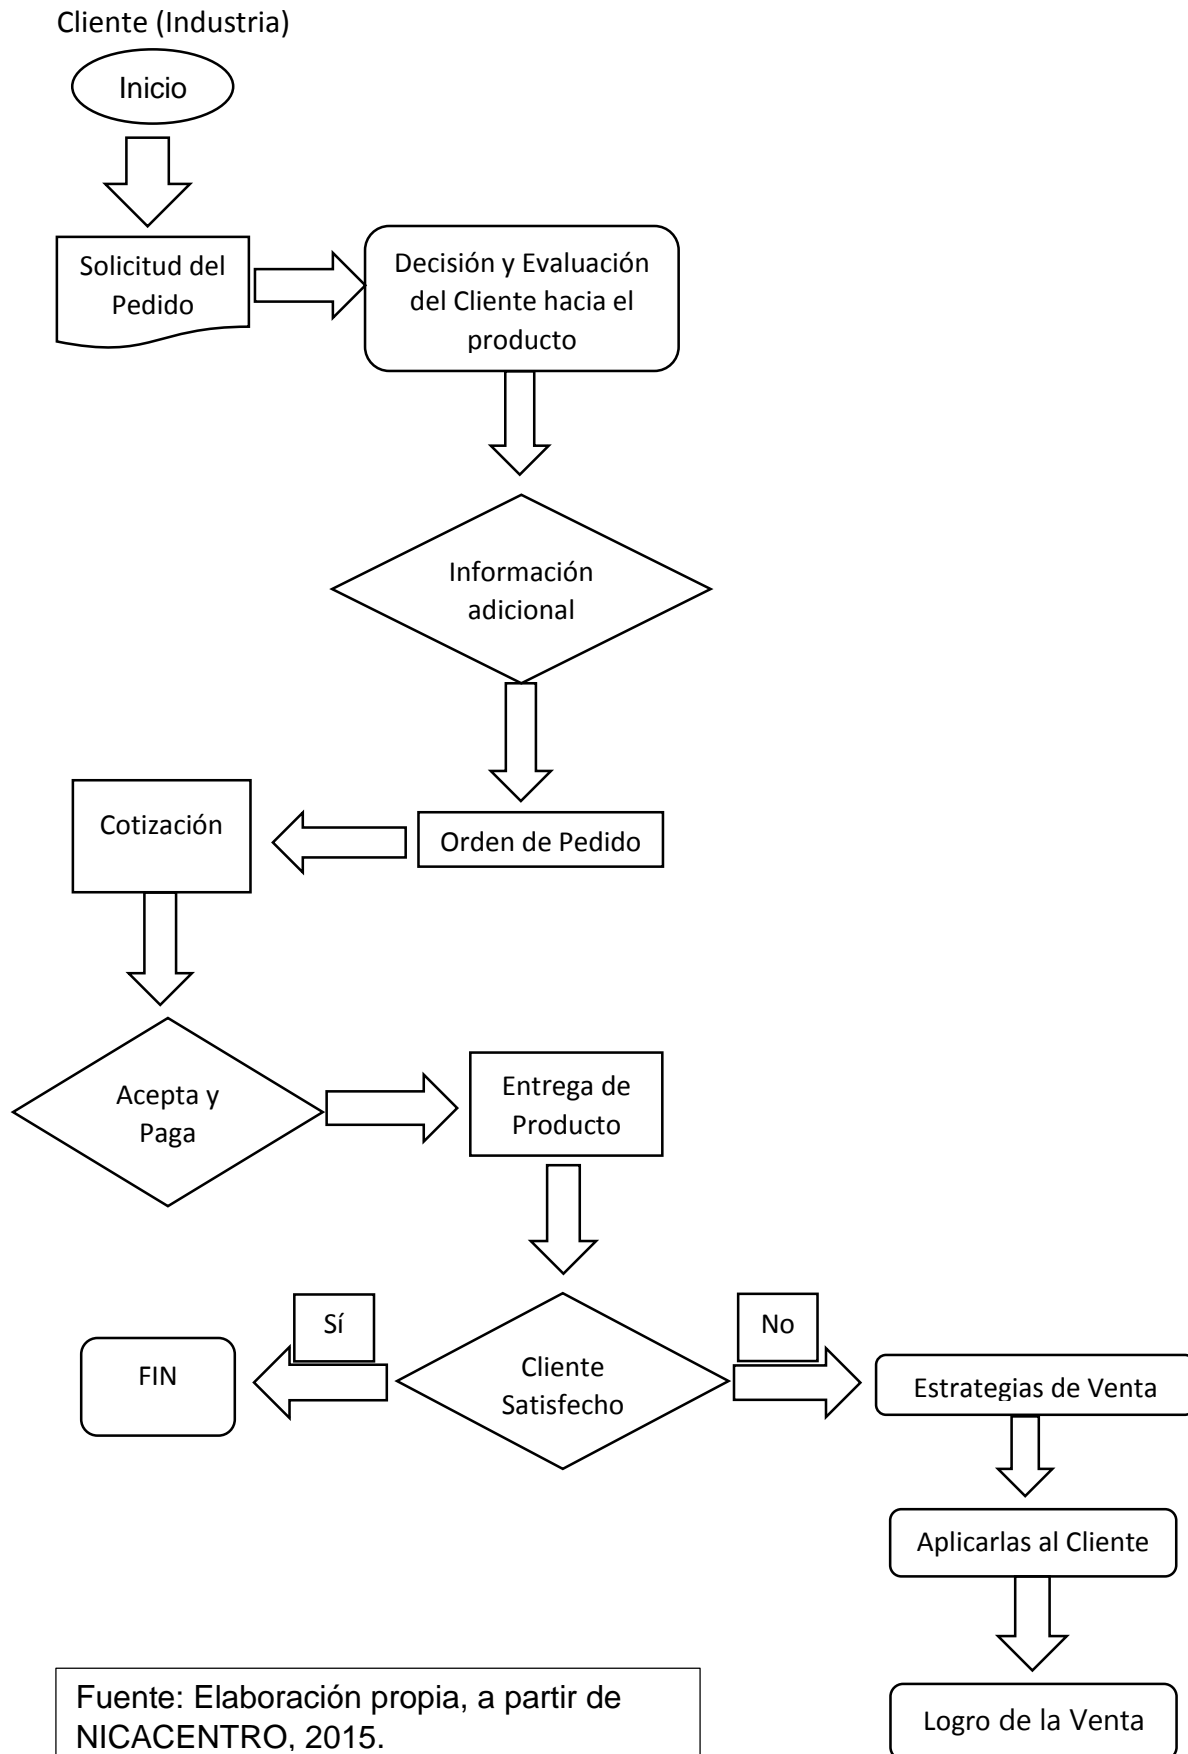 Cliente (Industria)
Inicio
Solicitud del
Pedido
Decisión y Evaluación
del Cliente hacia el
producto
Información
adicional
Orden de Pedido
Cotización
Acepta y
Paga
Entrega de
Producto
Cliente
Satisfecho
Sí
FIN
No
Estrategias de Venta
Aplicarlas al Cliente
Logro de la Venta
Fuente: Elaboración propia, a partir de
NICACENTRO, 2015.